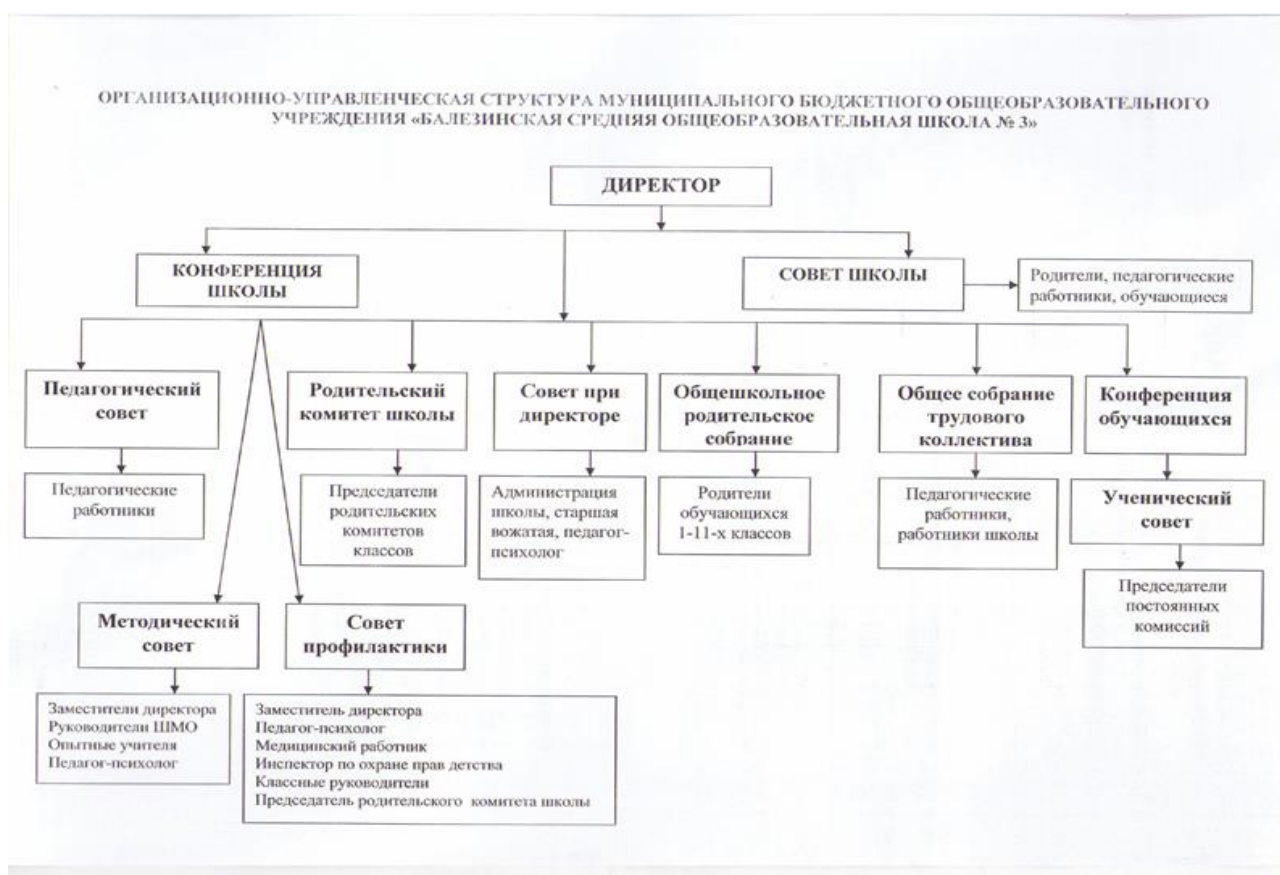 ОРГАНИЗАЦИОННО-УПРАВЛЕНЧЕСКАЯ СТРУКТУРА МУНИЦИПАЛЬНОГО БЮДЖЕТНОГО ОБЩЕОБРАЗОВАТЕЛЬНОГО
УЧРЕЖДЕНИЯ «БАЛЕЗИНСКАЯ СРЕДНЯЯ ОБЩЕОБРАЗОВАТЕЛЬНАЯ ШКОЛА № 3»
ДИРЕКТОР
КОНФЕРЕНЦИЯ
ШКОЛЫ
СОВЕТ ШКОЛЫ
Родители, педагогические
работники, обучающиеся
Педагогический
совет
Родительский
комитет школы
Совет при
директоре
Общешкольное
родительское
собрание
Общее собрание
трудового
коллектива
Конференция
обучающихся
Педагогические
работники
Председатели
родительских
комитетов
классов
Администрация
школы, старшая
вожатая, педагог-
психолог
Родители
обучающихся
1-11-х классов
Педагогические
работники,
работники школы
Ученический
совет
Председатели
постоянных
комиссий
Методический
совет
Совет
профилактики
Заместители директора
Руководители ШМО
Опытные учителя
Педагог-психолог
Заместитель директора
Педагог-психолог
Медицинский работник
Инспектор по охране прав детства
Классные руководители
Председатель родительского комитета школы